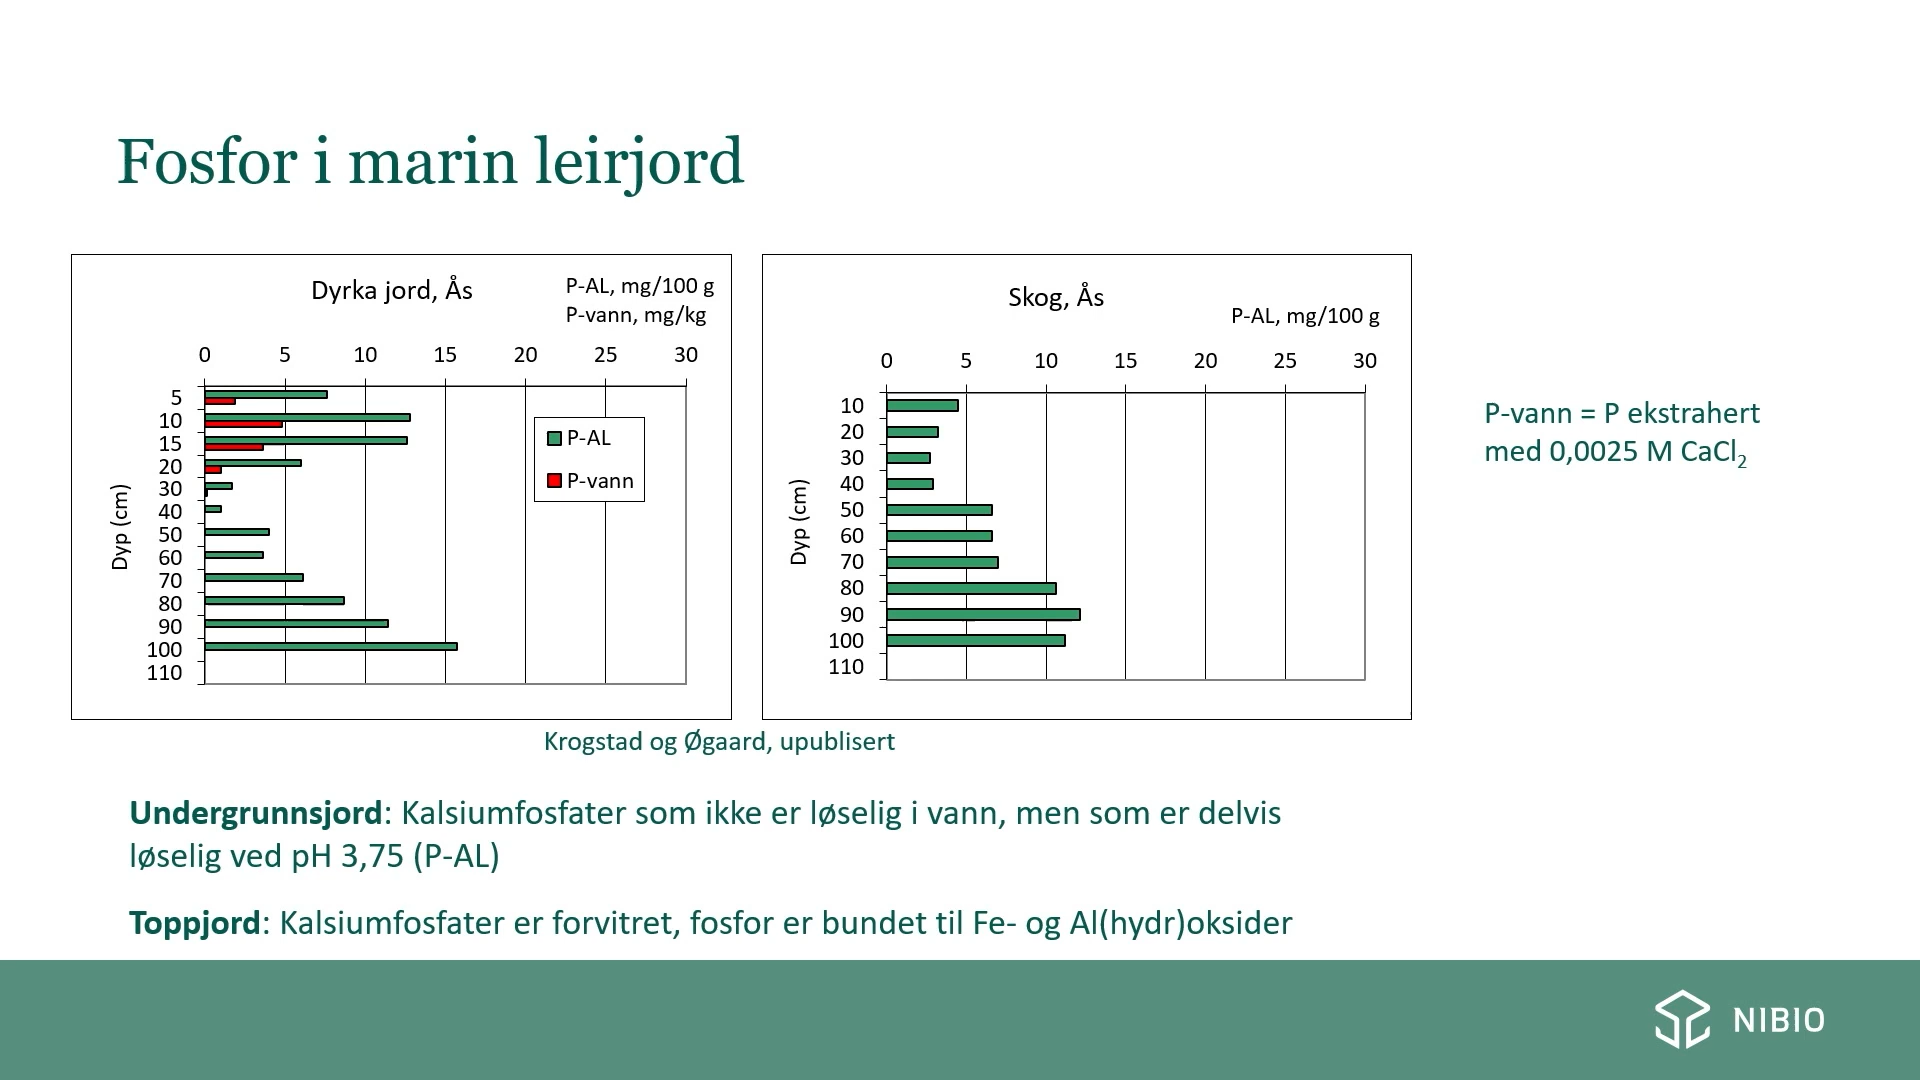 Fosfor i marin leirjord
Dyrka jord, Ås
P-AL, mg/100 g
P-vann, mg/kg
0 5 10 15 20 25 30
5
10
15
20
30
40
50
60
70
80
90
100
110
Dyp (cm)
P-AL
P-vann
Skog, Ås
P-AL, mg/100 g
0 5 10 15 20 25 30
10
20
30
40
50
60
70
80
90
100
110
Dyp (cm)
P-vann = P ekstrahert
med 0,0025 M CaCl₂
Krogstad og Øgaard, upublisert
Undergrunnsjord: Kalsiumfosfater som ikke er løselig i vann, men som er delvis
løselig ved pH 3,75 (P-AL)
Toppjord: Kalsiumfosfater er forvitret, fosfor er bundet til Fe- og Al(hydr)oksider
NIBIO